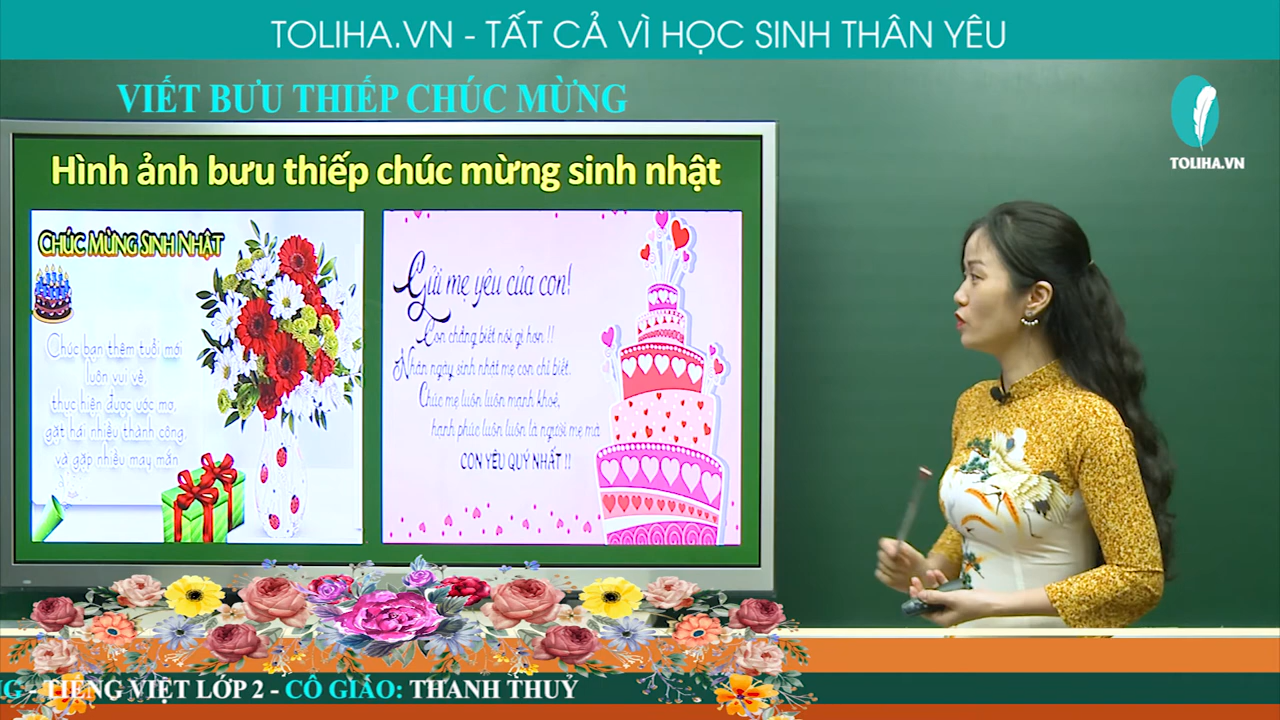 TOLIHA.VN - TẤT CẢ VÌ HỌC SINH THÂN YÊU
VIẾT BƯU THIẾP CHÚC MỪNG
TOLIHA.VN
Hình ảnh bưu thiếp chúc mừng sinh nhật
CHÚC MỪNG SINH NHẬT
Chúc bạn thêm tuổi mới
luôn vui vẻ,
thực hiện được ước mơ,
gặt hái nhiều thành công,
và gặp nhiều may mắn
Gửi mẹ yêu của con!
Con chẳng biết nói gì hơn !!
Nhân ngày sinh nhật mẹ con chỉ biết.
Chúc mẹ luôn luôn mạnh khoẻ,
hạnh phúc luôn luôn là người mẹ mà
CON YÊU QUÝ NHẤT !!
NG - TIẾNG VIỆT LỚP 2 - CÔ GIÁO: THANH THUỶ